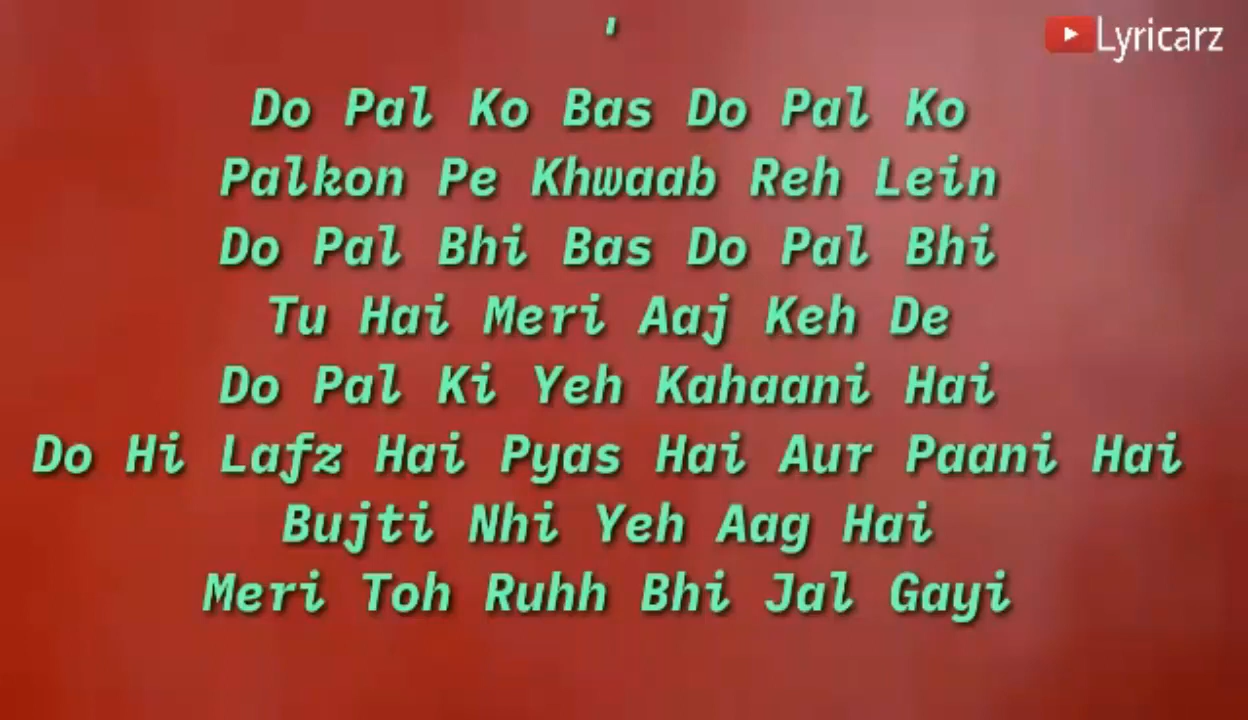 '
Lyricarz
Do Pal Ko Bas Do Pal Ko
Palkon Pe Khwaab Reh Lein
Do Pal Bhi Bas Do Pal Bhi
Tu Hai Meri Aaj Keh De
Do Pal Ki Yeh Kahaani Hai
Do Hi Lafz Hai Pyas Hai Aur Paani Hai
Bujti Nhi Yeh Aag Hai
Meri Toh Ruhh Bhi Jal Gayi